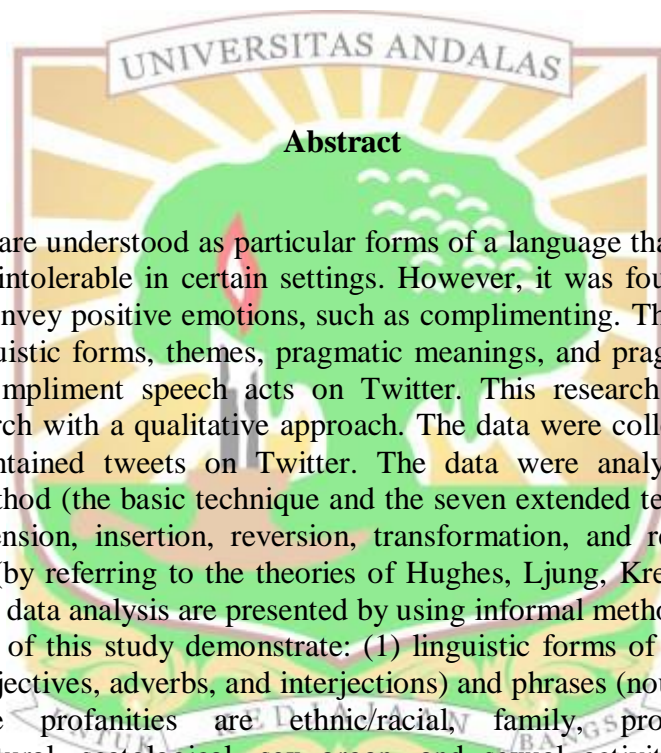 UNIVERSITAS ANDALAS
Abstract
are understood as particular forms of a language tha
intolerable in certain settings. However, it was fou
nvey positive emotions, such as complimenting. Th
uistic forms, themes, pragmatic meanings, and prag
ompliment speech acts on Twitter. This research
rch with a qualitative approach. The data were colle
ntained tweets on Twitter. The data were analy
thod (the basic technique and the seven extended te
ension, insertion, reversion, transformation, and re
(by referring to the theories of Hughes, Ljung, Kre
data analysis are presented by using informal metho
of this study demonstrate: (1) linguistic forms of
jectives, adverbs, and interjections) and phrases (nou
e profanities are ethnic/racial, family, pro